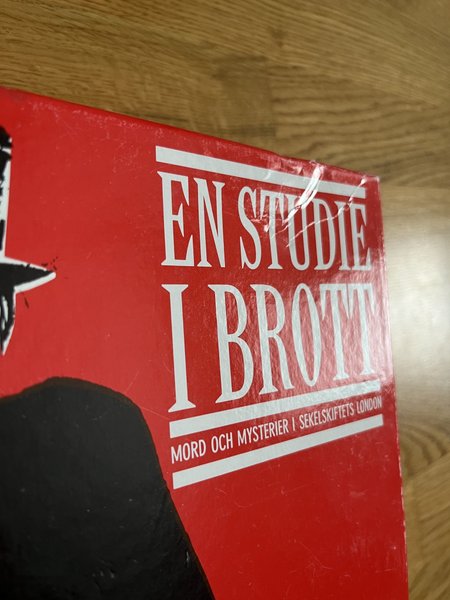 EN STUDIE
I BROTT
MORD OCH MYSTERIER I SEKELSKIFTETS LONDON